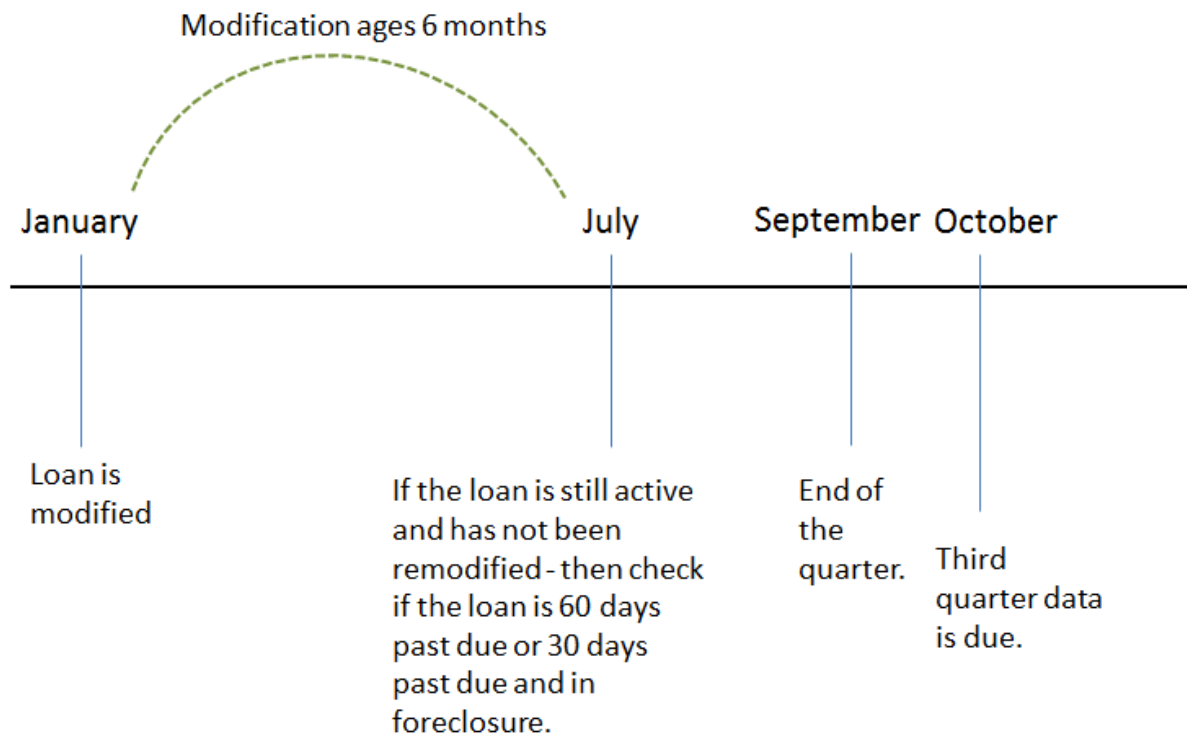 Modification ages 6 months
January
July
September
October
Loan is
modified
If the loan is still active
and has not been
remodified - then check
if the loan is 60 days
past due or 30 days
past due and in
foreclosure.
End of
the
quarter.
Third
quarter data
is due.